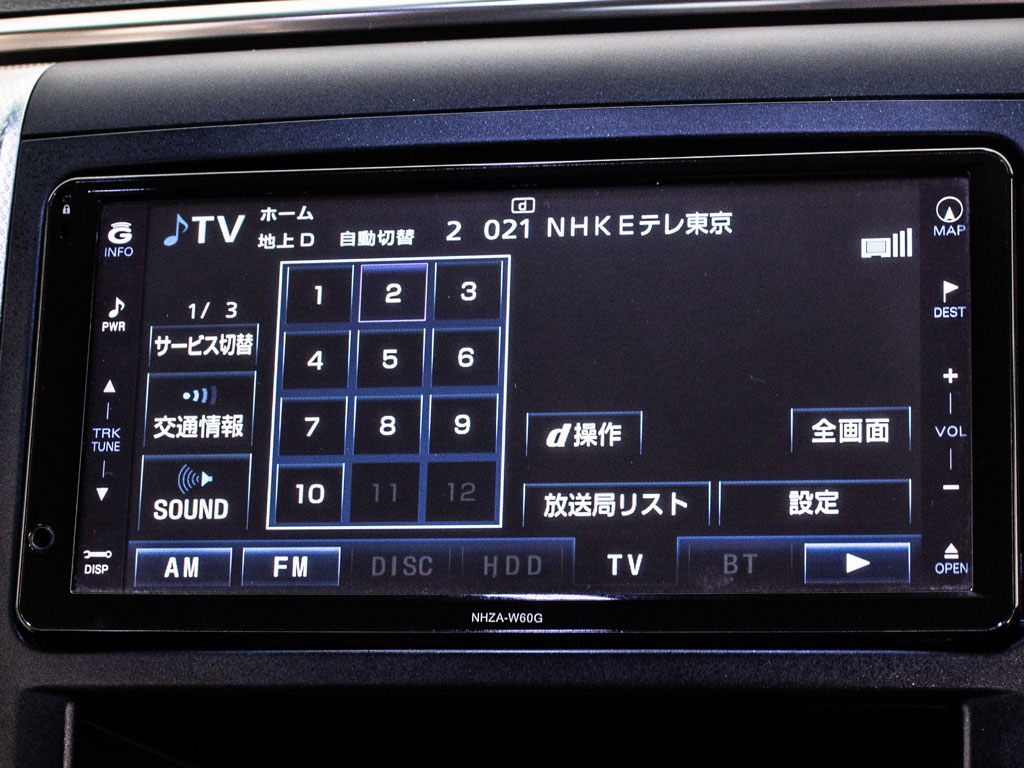 TV ホーム
地上D 自動切替 2 021 NHKEテレ東京
d
G
INFO
PWR
TRK
TUNE
DISP
1/ 3
サービス切替
交通情報
SOUND
1 2 3
4 5 6
7 8 9
10 11 12
d操作
全画面
放送局リスト
設定
AM FM DISC HDD TV BT
MAP
DEST
+
VOL
-
OPEN
NHZA-W60G